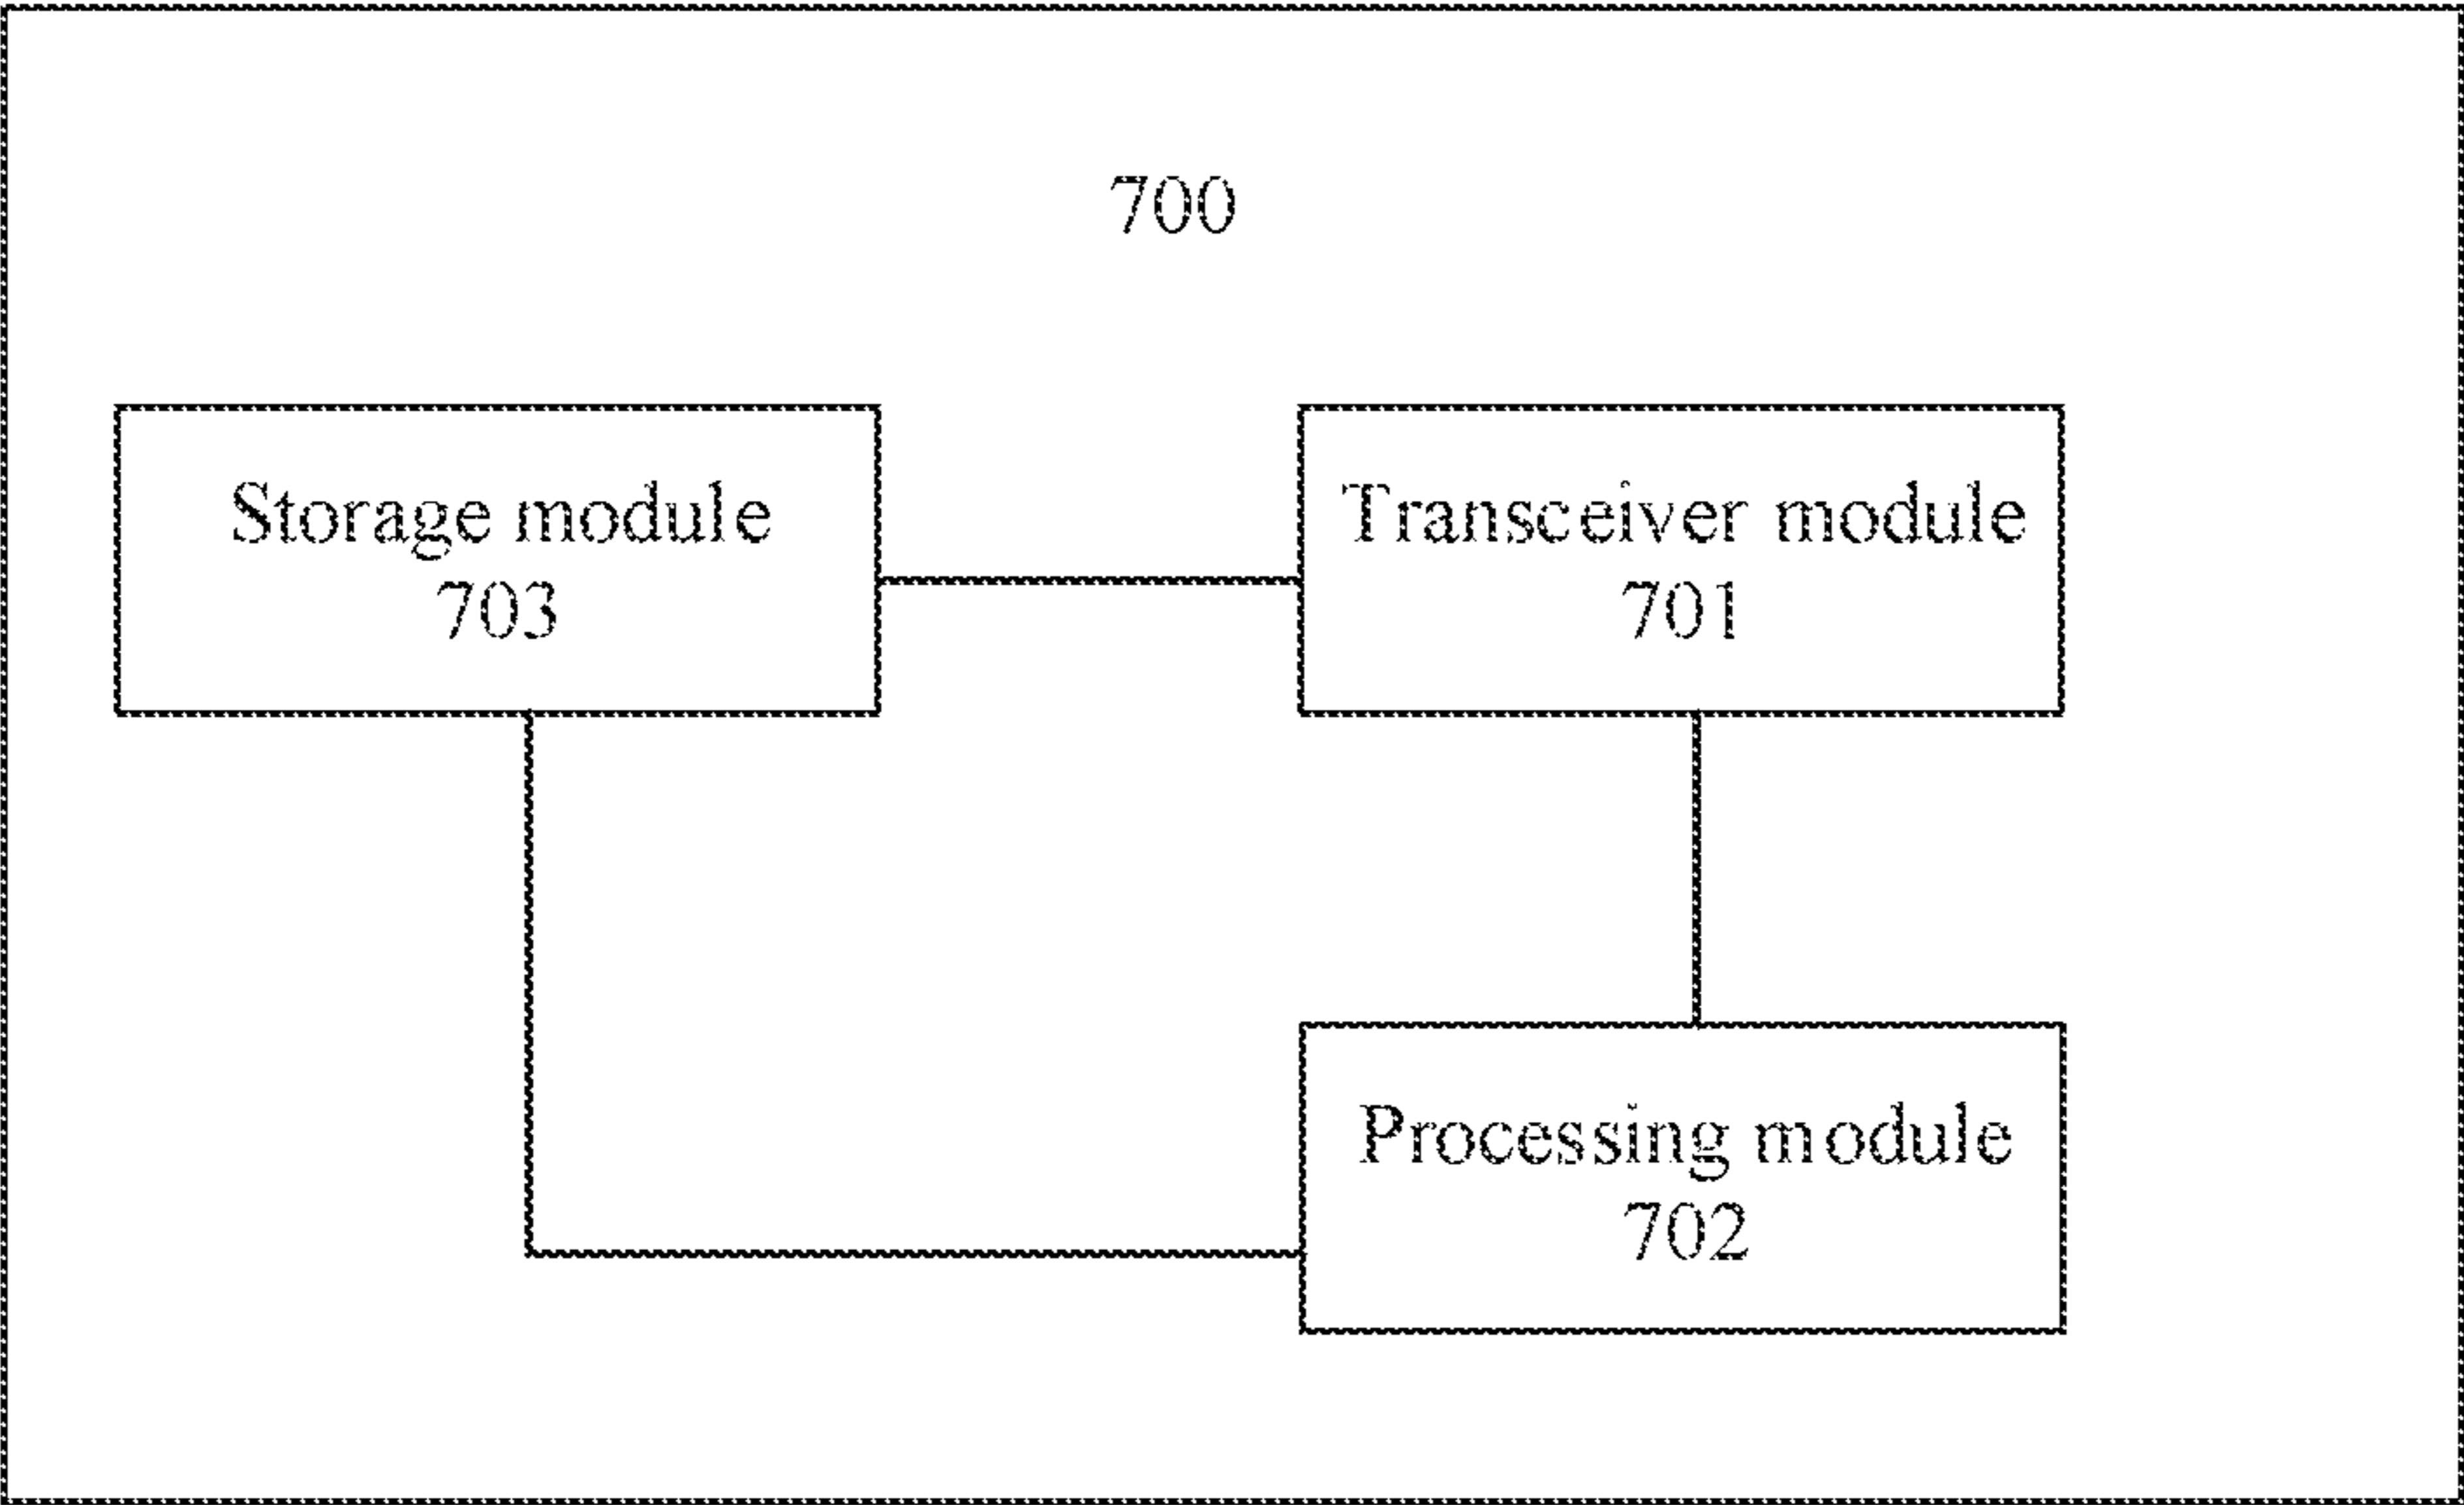 700
Storage module
703
Transceiver module
701
Processing module
702